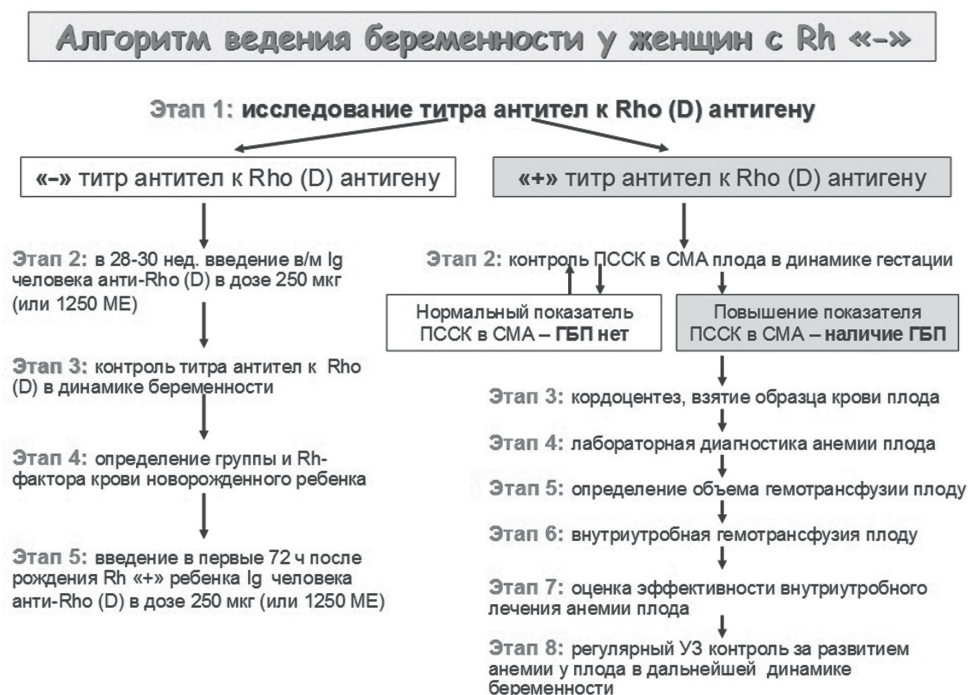 Алгоритм ведения беременности у женщин с Rh «-»
Этап 1: исследование титра антител к Rho (D) антигену
«-» титр антител к Rho (D) антигену
Этап 2: в 28-30 нед. введение в/м Ig
человека анти-Rho (D) в дозе 250 мкг
(или 1250 МЕ)
Этап 3: контроль титра антител к Rho
(D) в динамике беременности
Этап 4: определение группы и Rh-
фактора крови новорожденного ребенка
Этап 5: введение в первые 72 ч после
рождения Rh «+» ребенка Ig человека
анти-Rho (D) в дозе 250 мкг (или 1250 МЕ)
«+» титр антител к Rho (D) антигену
Этап 2: контроль ПССК в СМА плода в динамике гестации
Нормальный показатель
ПССК в СМА – ГБП нет
Повышение показателя
ПССК в СМА – наличие ГБП
Этап 3: кордоцентез, взятие образца крови плода
Этап 4: лабораторная диагностика анемии плода
Этап 5: определение объема гемотрансфузии плоду
Этап 6: внутриутробная гемотрансфузия плоду
Этап 7: оценка эффективности внутриутробного
лечения анемии плода
Этап 8: регулярный УЗ контроль за развитием
анемии у плода в дальнейшей динамике
беременности